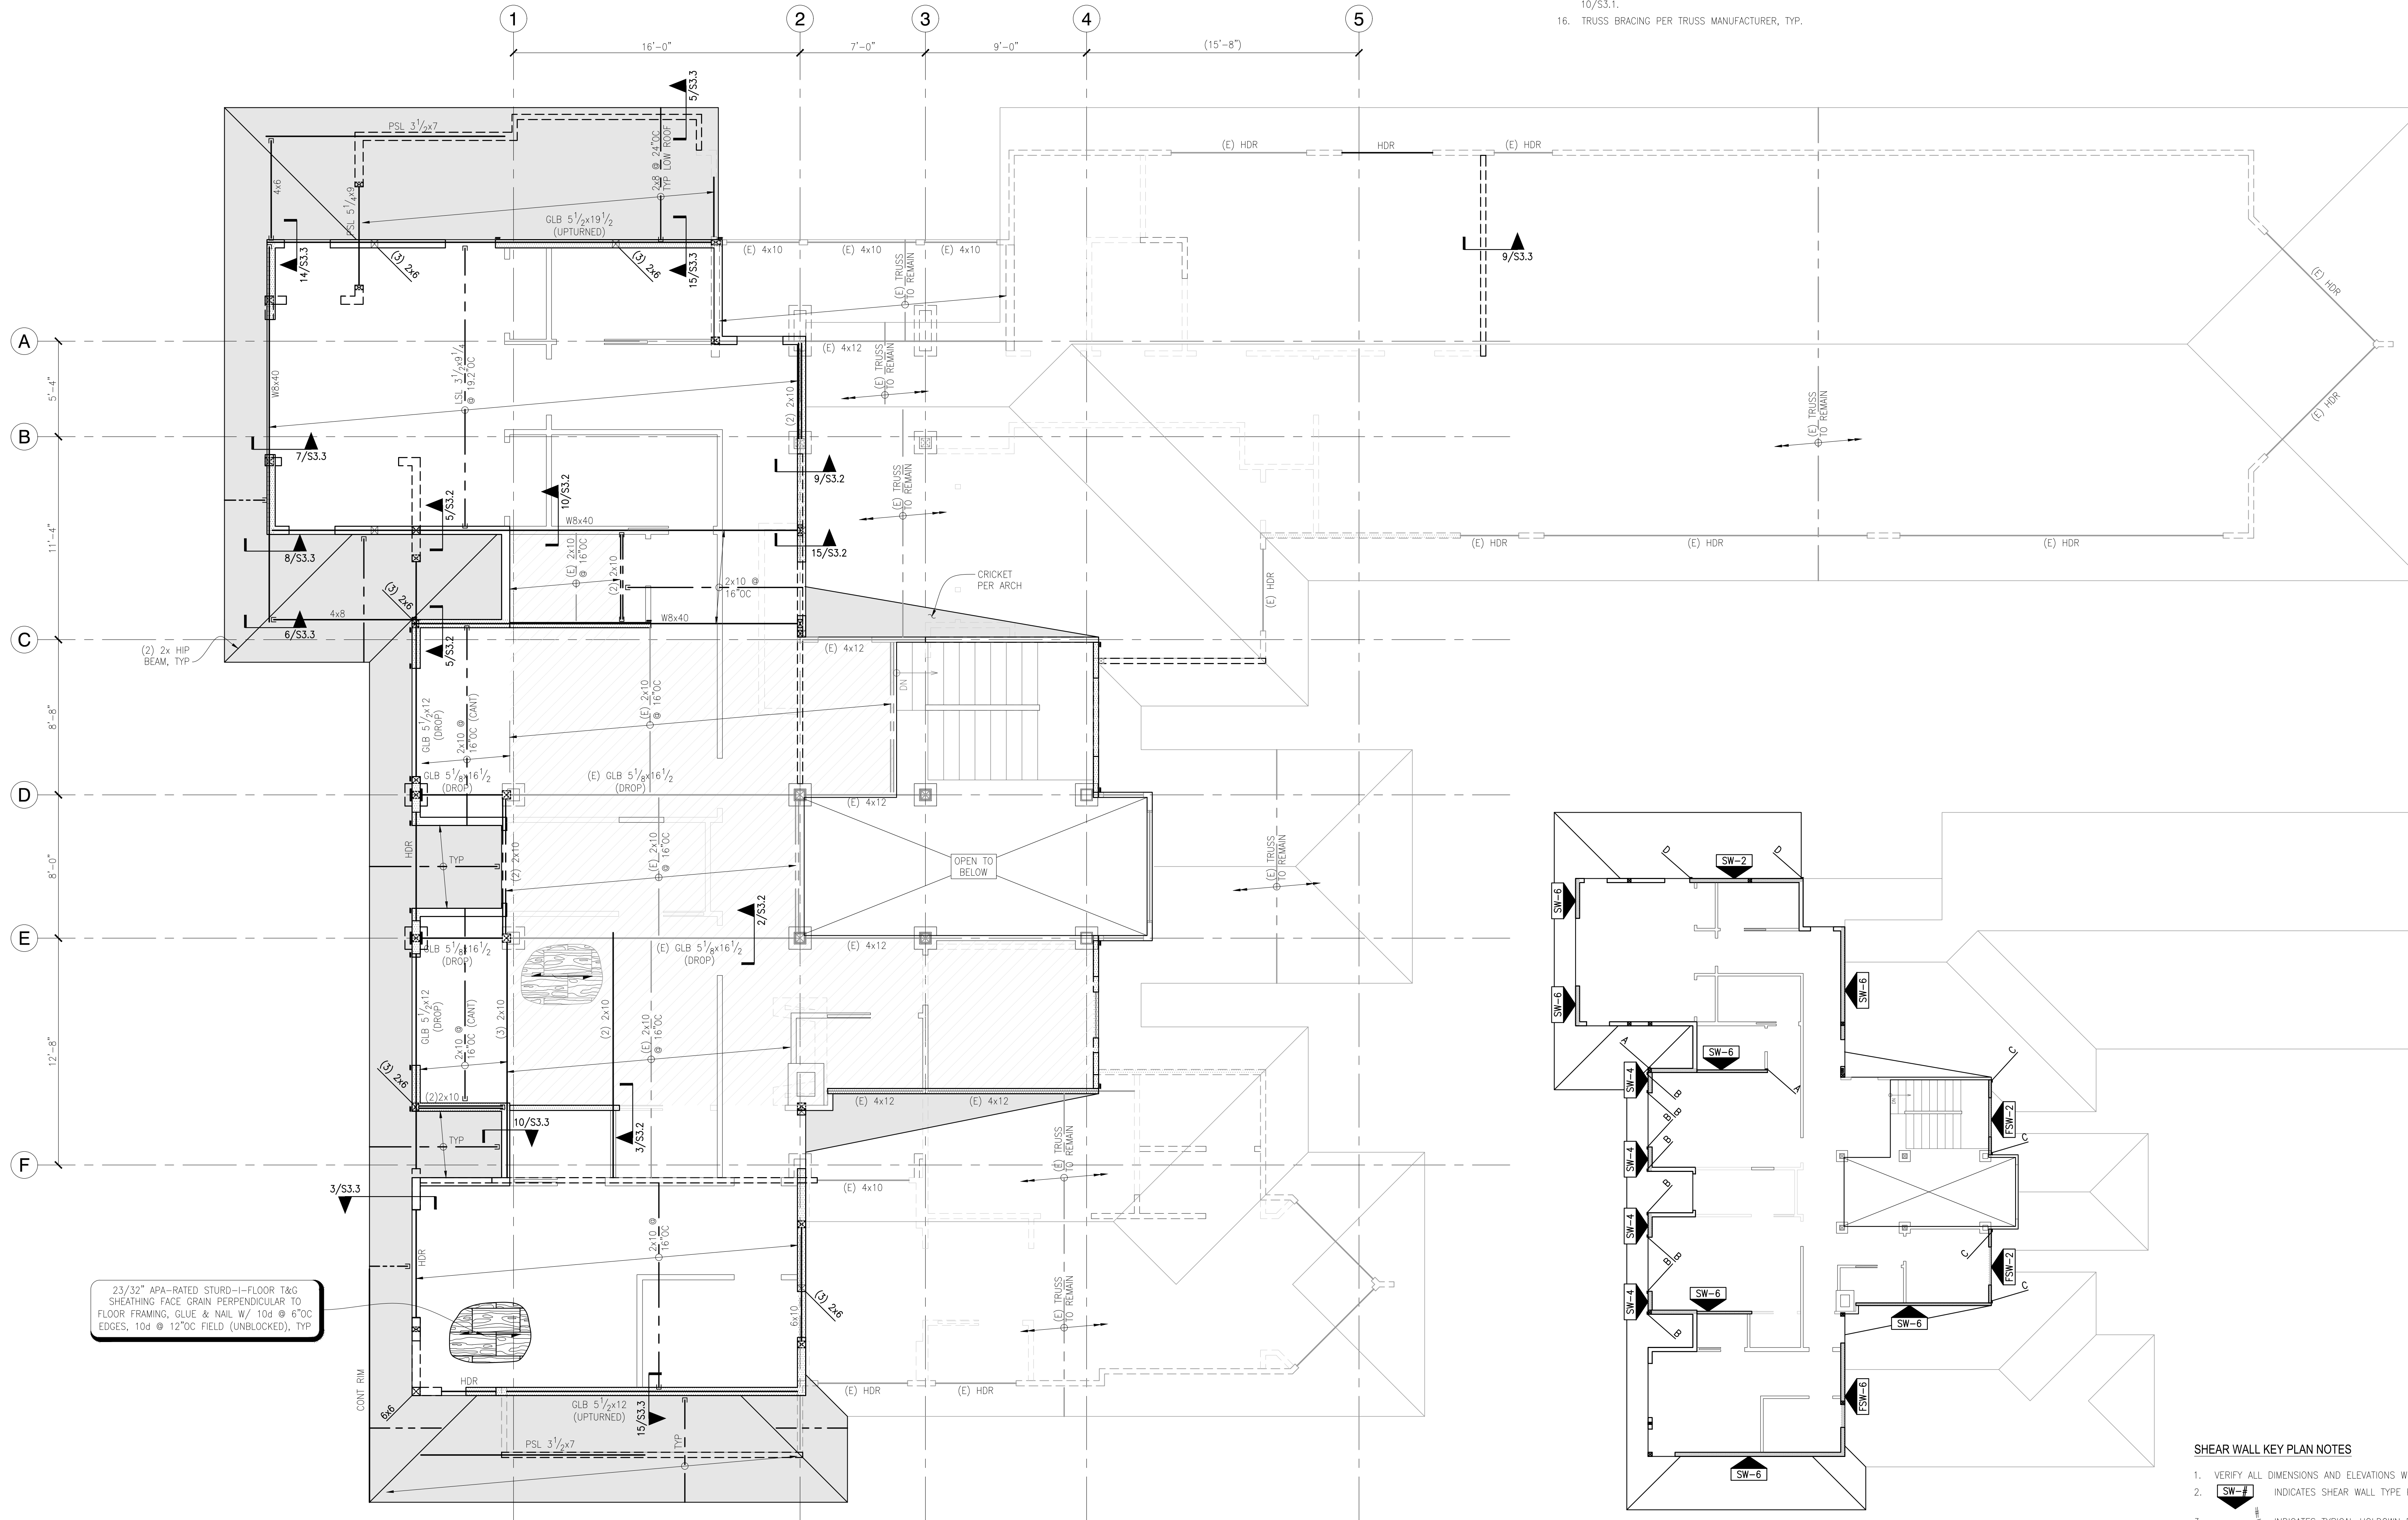 10/S3.1.
16. TRUSS BRACING PER TRUSS MANUFACTURER, TYP.
1
2
3
4
5
16'-0"
7'-0"
9'-0"
(15'-8")
5/S3.3
PSL 3 1/2x7
2x8 @ 24"OC
TYP LOW ROOF
4x6
PSL 5 1/4x9
(E) HDR
HDR
(E) HDR
GLB 5 1/2x19 1/2
(UPTURNED)
14/S3.3
(3) 2x6
(3) 2x6
15/S3.3
(E) 4x10
(E) 4x10
(E) 4x10
9/S3.3
(E) TRUSS
TO REMAIN
(E) HDR
A
(E) 4x12
5'-4"
W8x40
LSL 3 1/2x9 1/4
@ 19.2"OC
(2) 2x10
(E) TRUSS
TO REMAIN
(E) TRUSS
TO REMAIN
(E) HDR
B
7/S3.3
9/S3.2
(E) TRUSS
TO REMAIN
5/S3.2
10/S3.2
11'-4"
W8x40
8/S3.3
15/S3.2
(E) HDR
(E) HDR
(E) HDR
(E) 2x10
@ 16"OC
(2) 2x10
2x10 @
16"OC
CRICKET
PER ARCH
(E) HDR
(3) 2x6
4x8
6/S3.3
W8x40
C
5/S3.2
(2) 2x HIP
BEAM, TYP
(E) 4x12
DN
8'-8"
GLB 5 1/2x12
(DROP)
2x10 @
16"OC (CANT)
(E) 2x10
@ 16"OC
D
GLB 5 1/8x16 1/2
(DROP)
(E) GLB 5 1/8x16 1/2
(DROP)
(E) 4x12
8'-0"
HDR
TYP
(2) 2x10
(E) 2x10
@ 16"OC
OPEN TO
BELOW
(E) TRUSS
TO REMAIN
2/S3.2
E
GLB 5 1/8x16 1/2
(DROP)
(E) GLB 5 1/8x16 1/2
(DROP)
(E) 4x12
12'-8"
GLB 5 1/2x12
(DROP)
2x10 @
16"OC (CANT)
(3) 2x10
(2) 2x10
(E) 2x10
@ 16"OC
(3) 2x6
(2)2x10
(E) 4x12
(E) 4x12
10/S3.3
3/S3.2
TYP
(E) TRUSS
TO REMAIN
F
3/S3.3
(E) 4x10
HDR
2x10 @
16"OC
(E) TRUSS
TO REMAIN
23/32" APA-RATED STURD-I-FLOOR T&G
SHEATHING FACE GRAIN PERPENDICULAR TO
FLOOR FRAMING, GLUE & NAIL W/ 10d @ 6"OC
EDGES, 10d @ 12"OC FIELD (UNBLOCKED), TYP
6x10
(3) 2x6
CONT RIM
HDR
(E) HDR
(E) HDR
6x6
GLB 5 1/2x12
(UPTURNED)
15/S3.3
PSL 3 1/2x7
TYP
D
SW-2
D
SW-6
SW-6
SW-6
A
SW-6
A
SW-4
B
B
B
SW-4
B
SW-4
B
B
SW-4
B
SW-6
C
DN
FSW-2
C
C
FSW-2
C
SW-6
FSW-6
SW-6
SHEAR WALL KEY PLAN NOTES
1. VERIFY ALL DIMENSIONS AND ELEVATIONS W
2. SW-# INDICATES SHEAR WALL TYPE